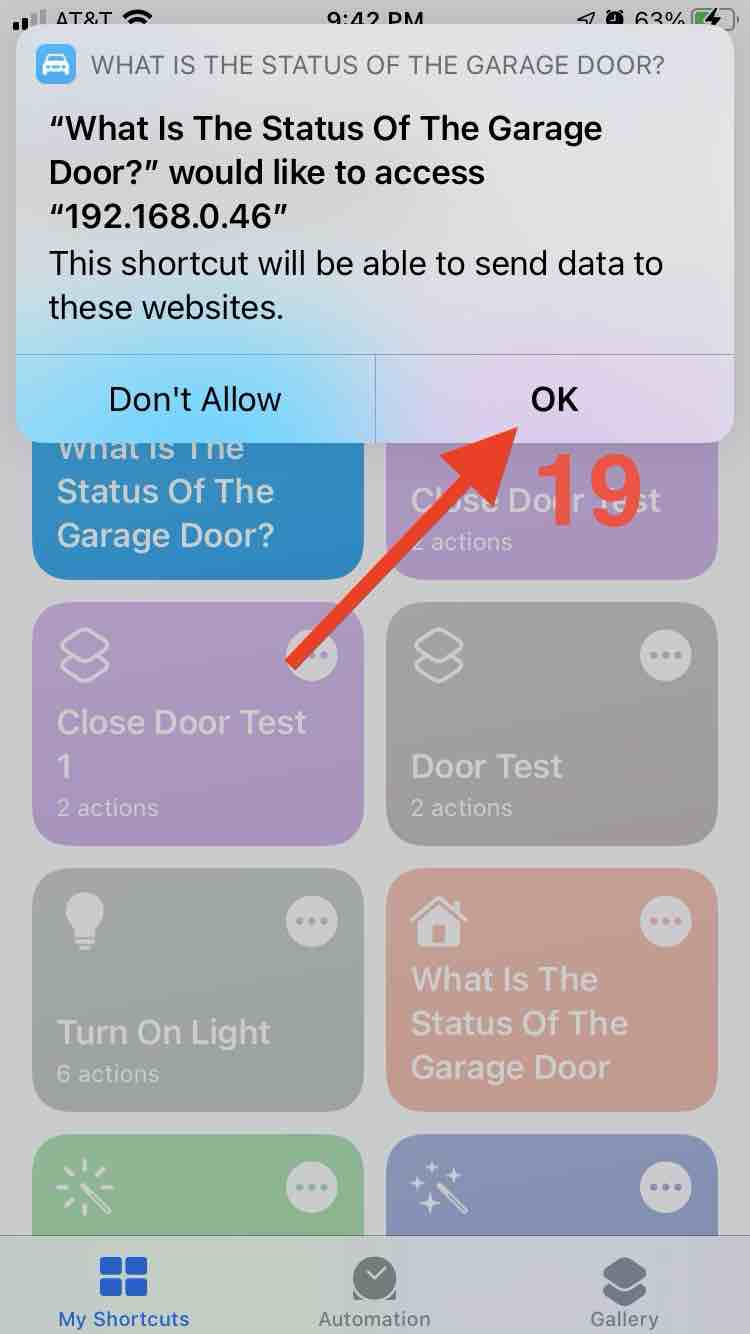 AT&T 9:42 PM 63%
WHAT IS THE STATUS OF THE GARAGE DOOR?
“What Is The Status Of The Garage
Door?” would like to access
“192.168.0.46”
This shortcut will be able to send data to
these websites.
Don't Allow
OK
19
What Is The
Status Of The
Garage Door?
Close Door Test
2 actions
Close Door Test
1
2 actions
Door Test
2 actions
Turn On Light
6 actions
What Is The
Status Of The
Garage Door
My Shortcuts
Automation
Gallery